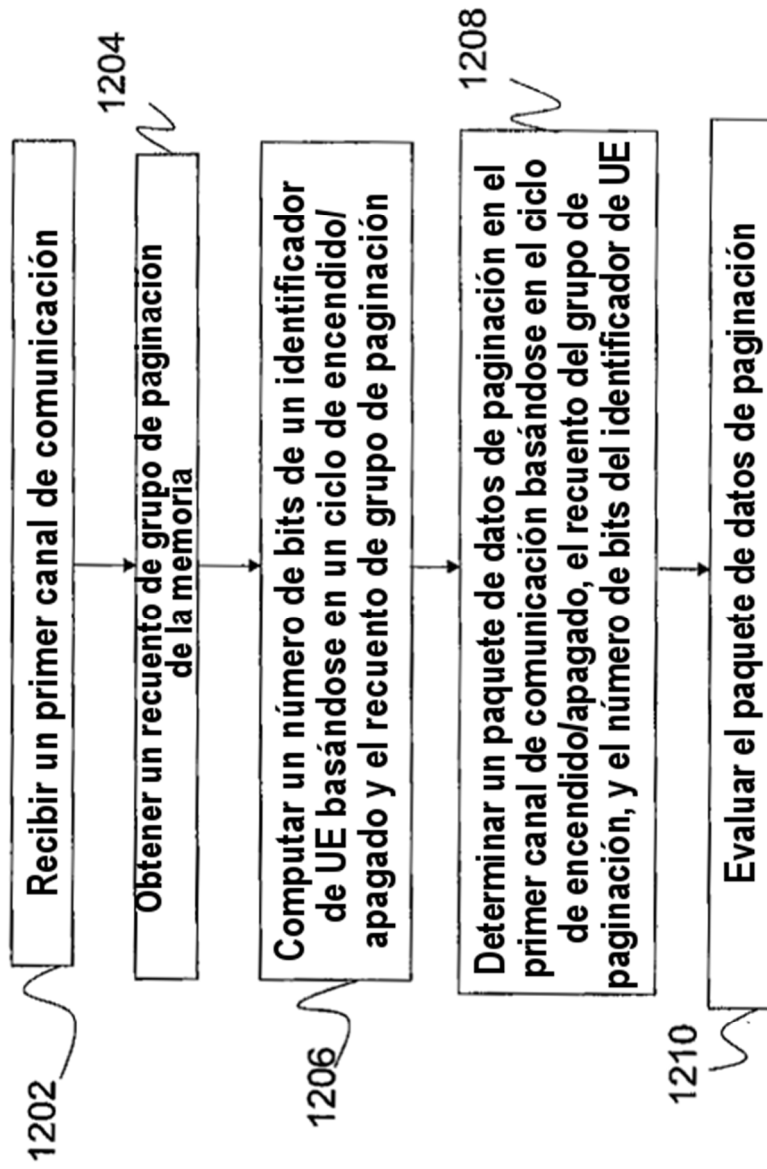 1202
Recibir un primer canal de comunicación
1204
Obtener un recuento de grupo de paginación
de la memoria
1206
Computar un número de bits de un identificador
de UE basándose en un ciclo de encendido/
apagado y el recuento de grupo de paginación
1208
Determinar un paquete de datos de paginación en el
primer canal de comunicación basándose en el ciclo
de encendido/apagado, el recuento del grupo de
paginación, y el número de bits del identificador de UE
1210
Evaluar el paquete de datos de paginación